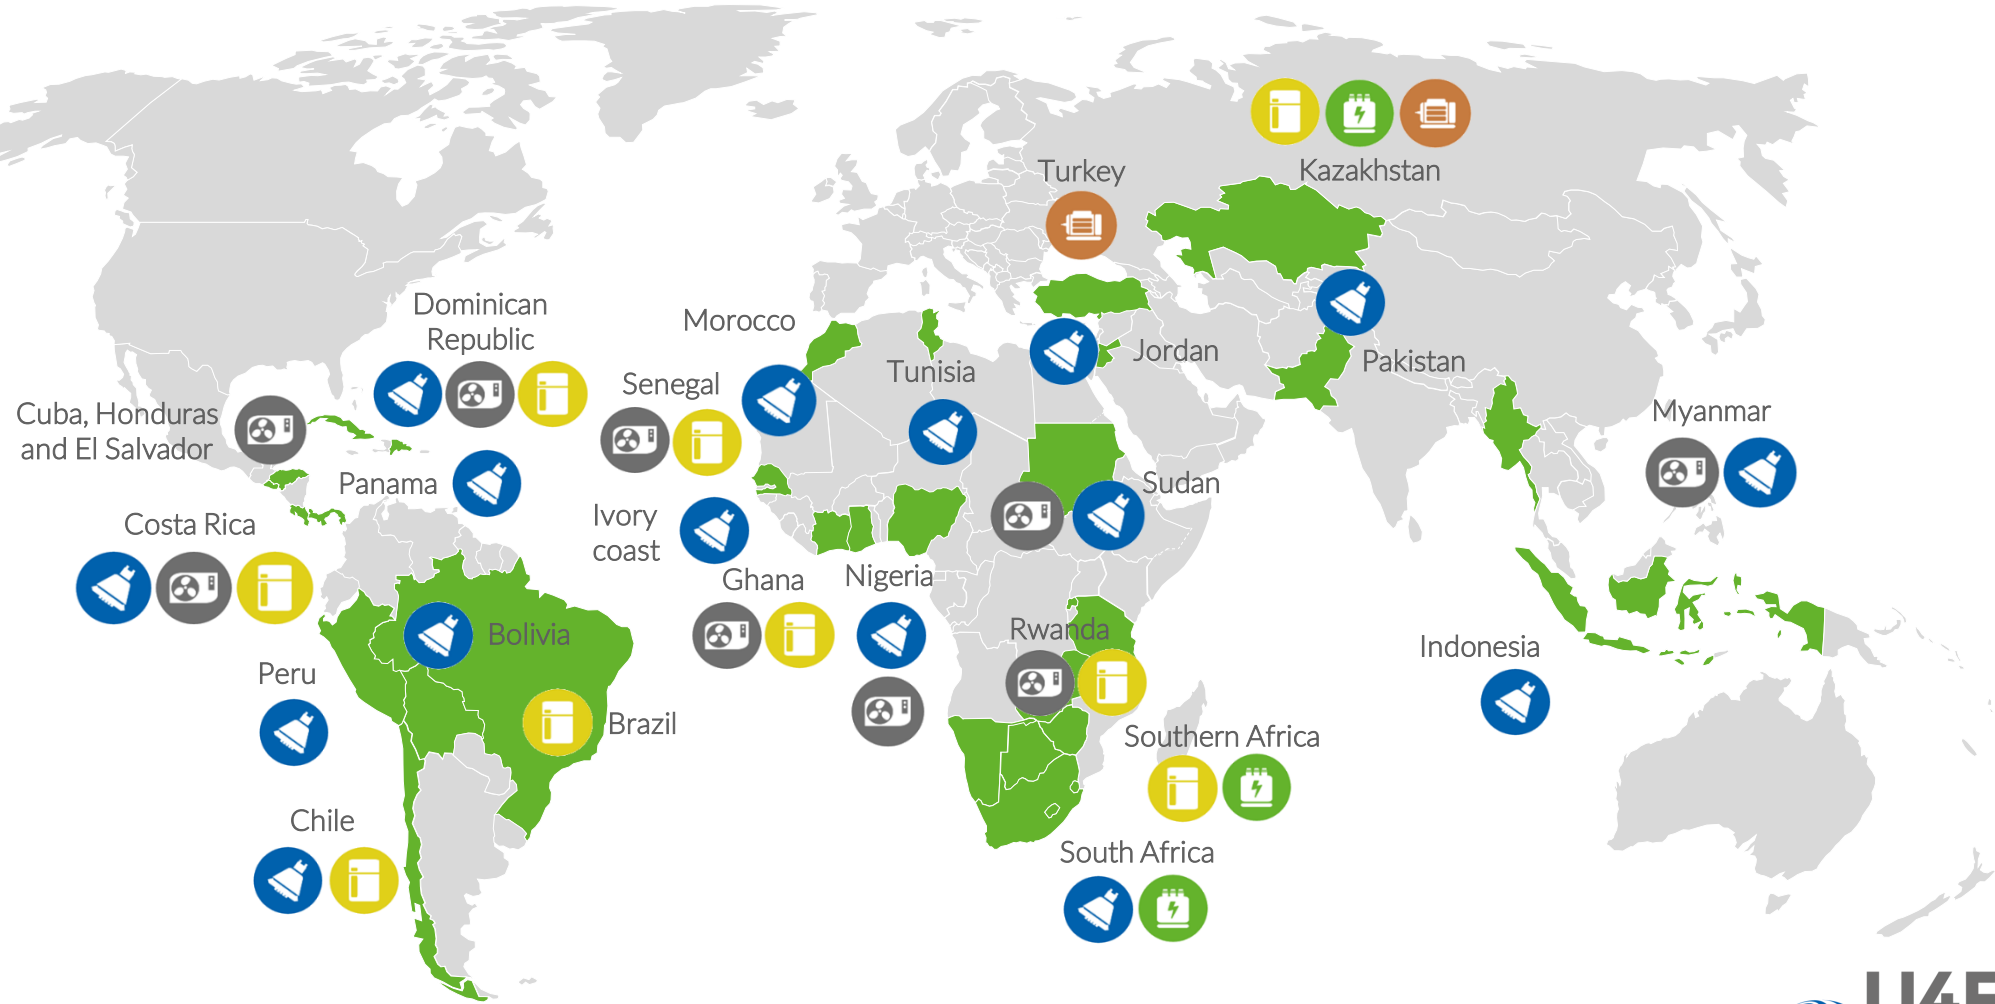 Turkey
Kazakhstan
Dominican
Republic
Morocco
Tunisia
Jordan
Pakistan
Senegal
Cuba, Honduras
and El Salvador
Myanmar
Panama
Sudan
Costa Rica
Ivory
coast
Ghana
Nigeria
Rwanda
Bolivia
Indonesia
Peru
Brazil
Southern Africa
Chile
South Africa